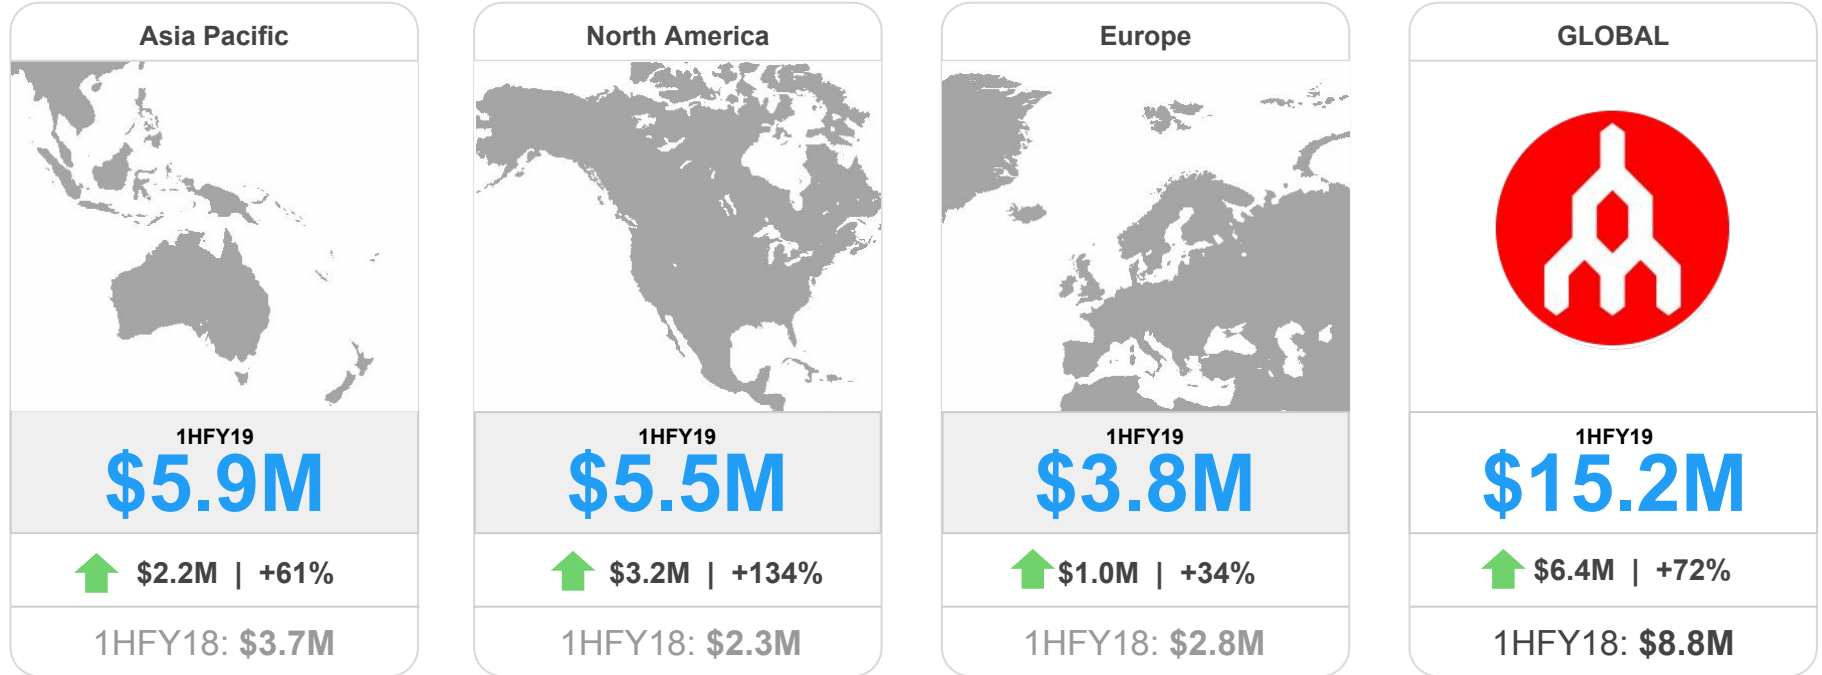 Asia Pacific
1HFY19
$5.9M
$2.2M | +61%
1HFY18: $3.7M
North America
1HFY19
$5.5M
$3.2M | +134%
1HFY18: $2.3M
Europe
1HFY19
$3.8M
$1.0M | +34%
1HFY18: $2.8M
GLOBAL
1HFY19
$15.2M
$6.4M | +72%
1HFY18: $8.8M